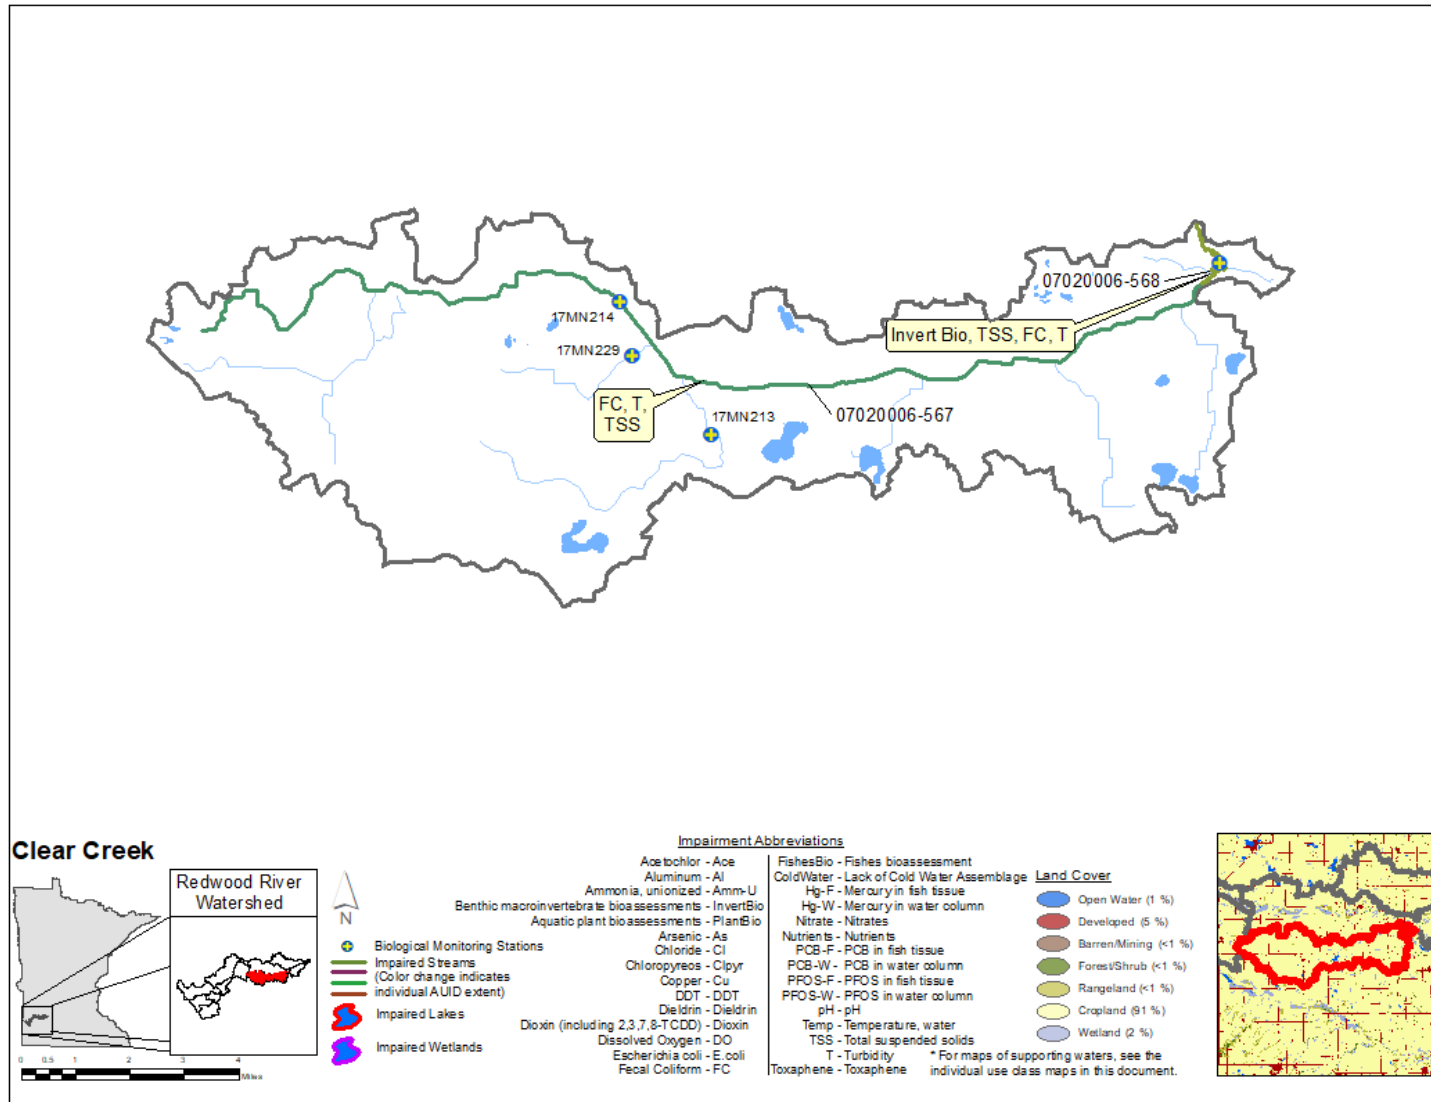 17MN214
17MN229
FC, T,
TSS
17MN213
07020006-567
07020006-568
Invert Bio, TSS, FC, T
Clear Creek
Redwood River
Watershed
0 0.5 1 2 3 4
Miles
N
Biological Monitoring Stations
Impaired Streams
(Color change indicates
individual AUID extent)
Impaired Lakes
Impaired Wetlands
Impairment Abbreviations
Acetochlor - Ace
Aluminum - Al
Ammonia, unionized - Amm-U
Benthic macroinvertebrate bioassessments - InvertBio
Aquatic plant bioassessments - PlantBio
Arsenic - As
Chloride - Cl
Chloropyreos - Clpyr
Copper - Cu
DDT - DDT
Dieldrin - Dieldrin
Dioxin (including 2,3,7,8-TCDD) - Dioxin
Dissolved Oxygen - DO
Escherichia coli - E.coli
Fecal Coliform - FC
FishesBio - Fishes bioassessment
ColdWater - Lack of Cold Water Assemblage
Hg-F - Mercury in fish tissue
Hg-W - Mercury in water column
Nitrate - Nitrates
Nutrients - Nutrients
PCB-F - PCB in fish tissue
PCB-W - PCB in water column
PFOS-F - PFOS in fish tissue
PFOS-W - PFOS in water column
pH - pH
Temp - Temperature, water
TSS - Total suspended solids
T - Turbidity
Toxaphene - Toxaphene
* For maps of supporting waters, see the
individual use class maps in this document.
Land Cover
Open Water (1 %)
Developed (5 %)
Barren/Mining (<1 %)
Forest/Shrub (<1 %)
Rangeland (<1 %)
Cropland (91 %)
Wetland (2 %)